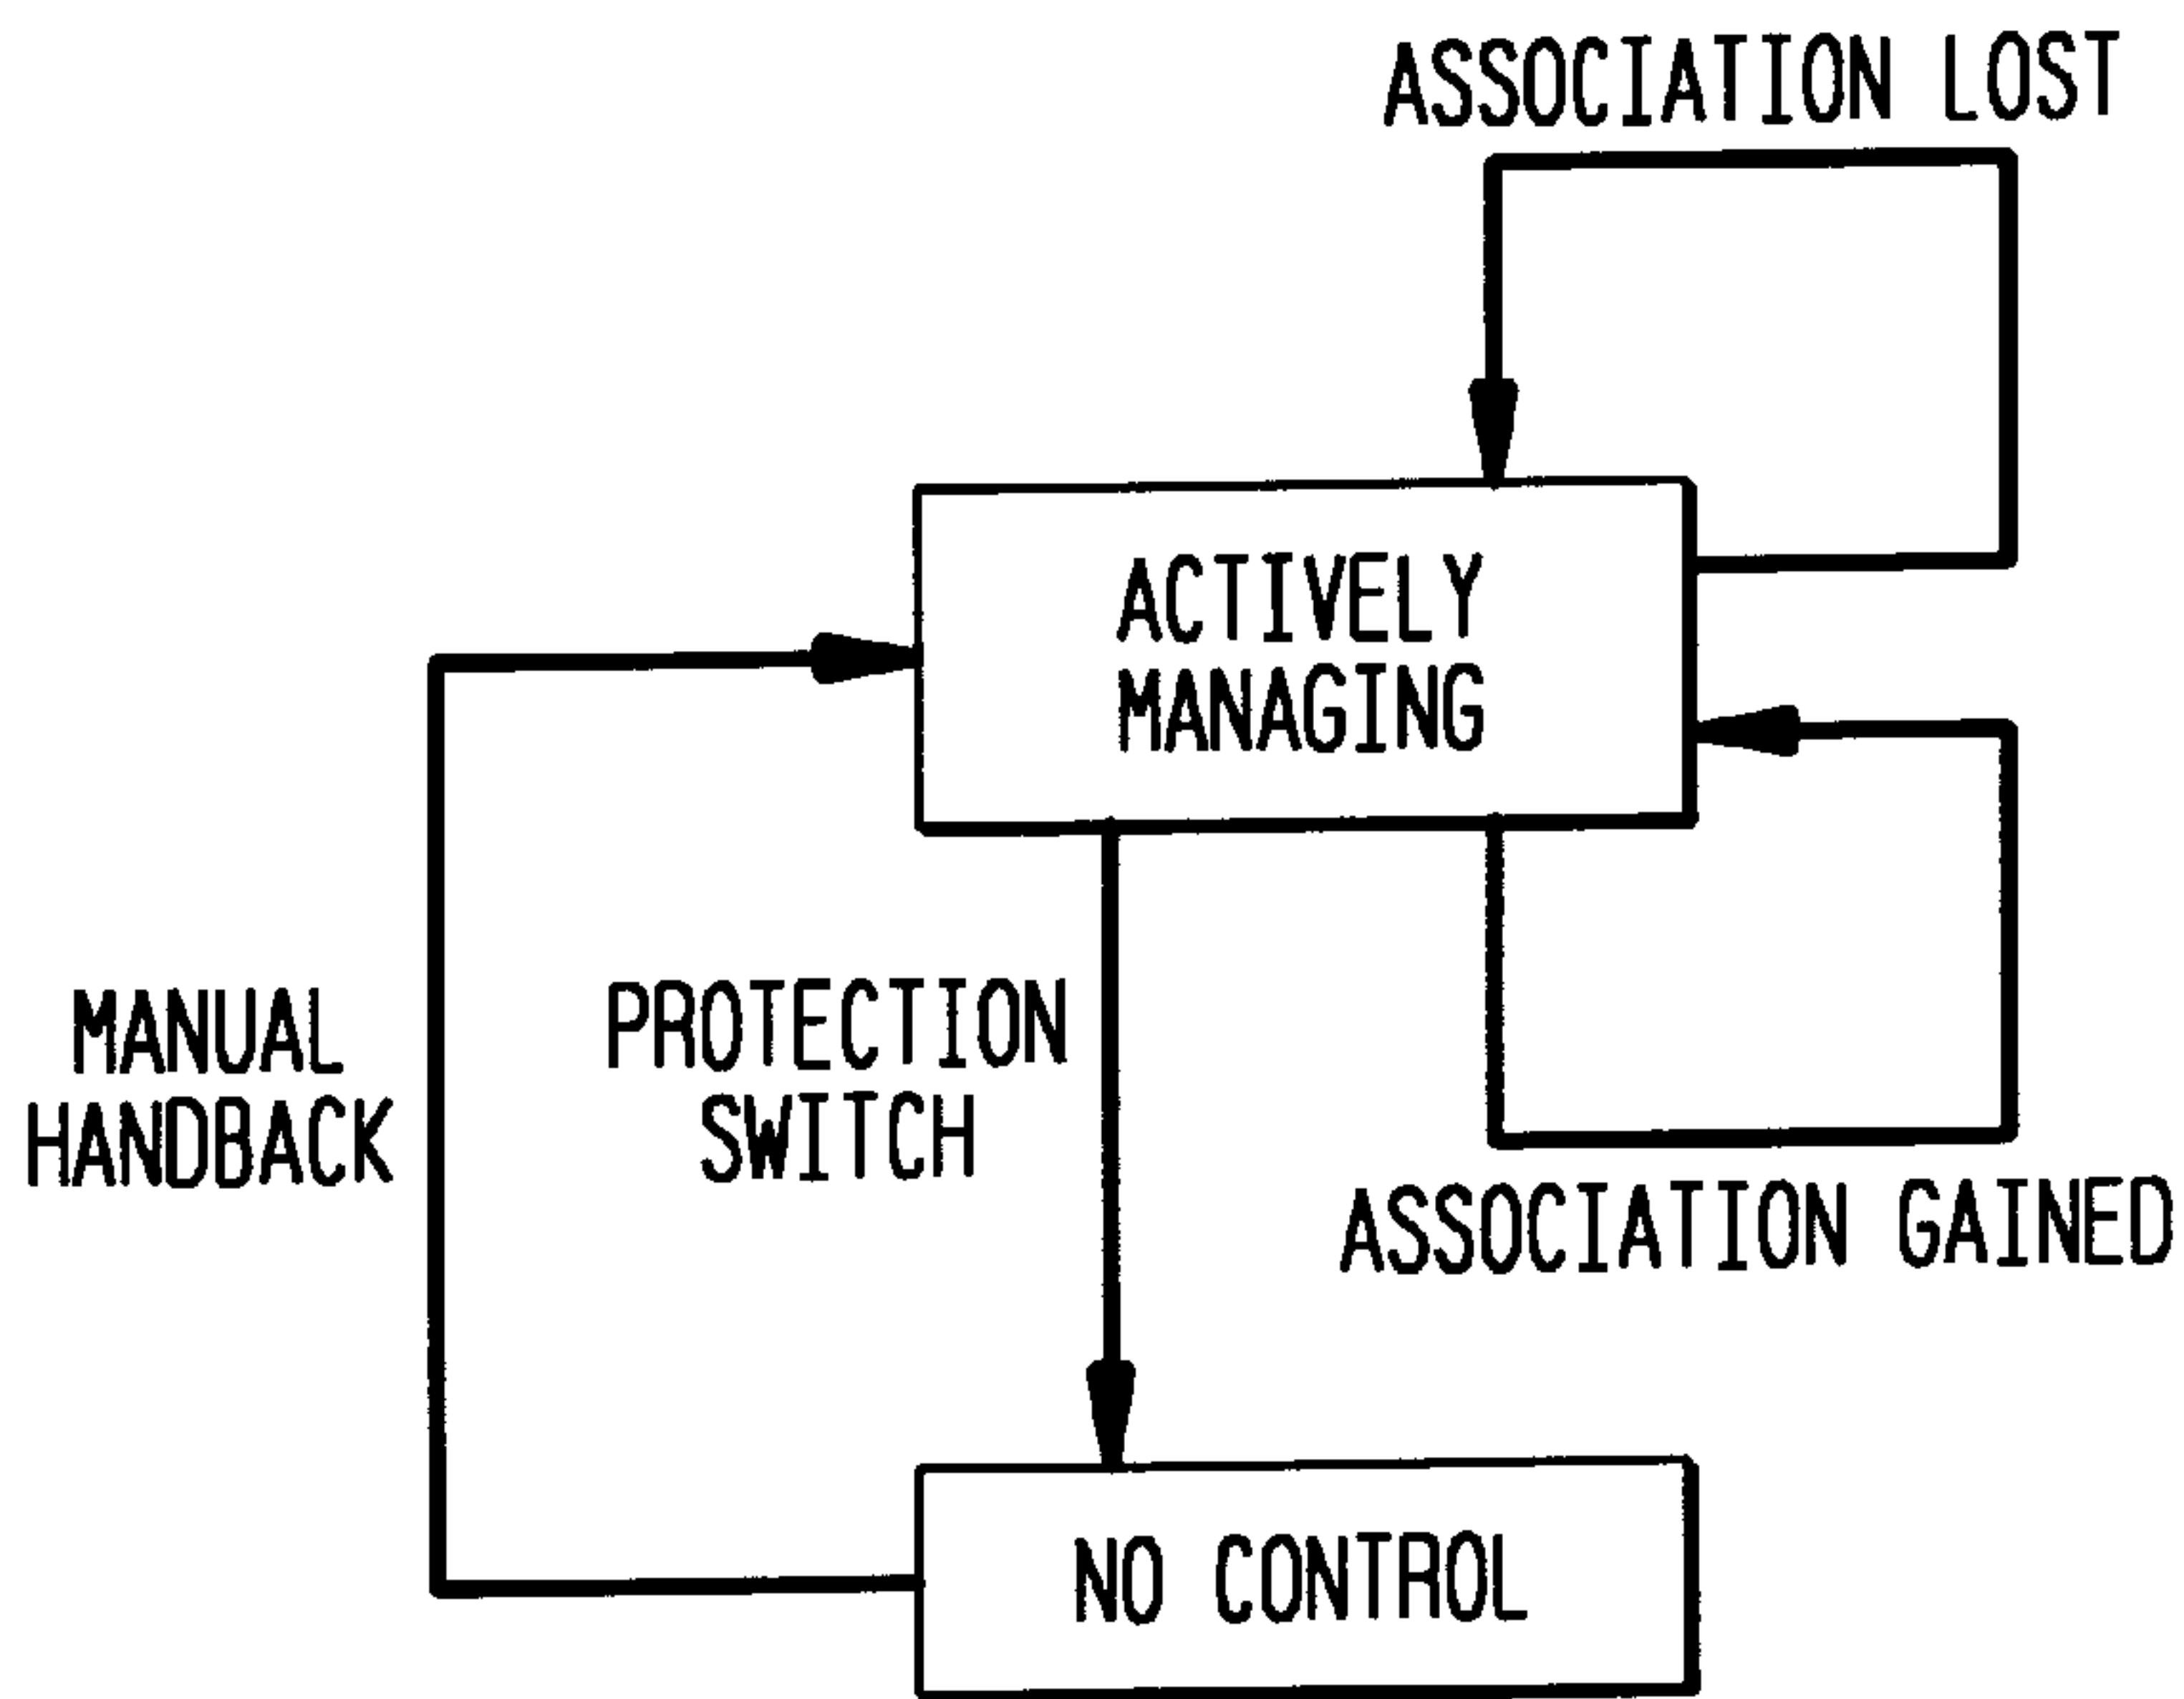 ASSOCIATION LOST
ACTIVELY
MANAGING
MANUAL
HANDBACK
PROTECTION
SWITCH
ASSOCIATION GAINED
NO CONTROL